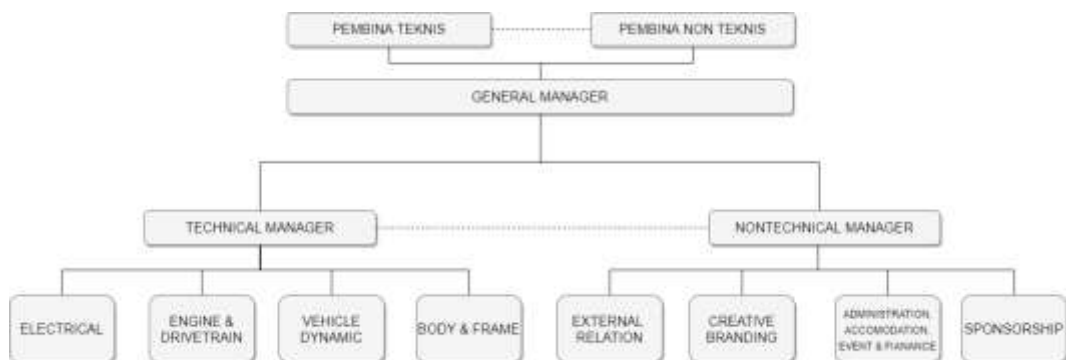 PEMBINA TEKNIS
PEMBINA NON TEKNIS
GENERAL MANAGER
TECHNICAL MANAGER
NONTECHNICAL MANAGER
ELECTRICAL
ENGINE &
DRIVETRAIN
VEHICLE
DYNAMIC
BODY & FRAME
EXTERNAL
RELATION
CREATIVE
BRANDING
ADMINISTRATION,
ACCOMODATION,
EVENT & FIANANCE
SPONSORSHIP